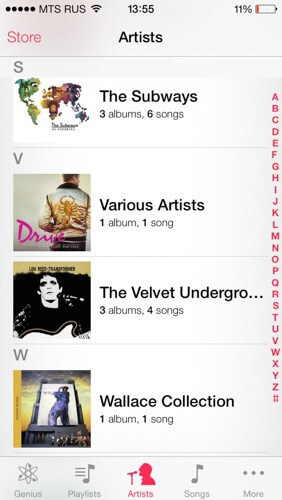 MTS RUS 13:55 11%
Store Artists
S
The Subways
The Subways
3 albums, 6 songs
V
Various Artists
Drive
1 album, 1 song
LOU REED · TRANSFORMER
The Velvet Undergro...
3 albums, 4 songs
W
Wallace Collection
1 album, 1 song
A
B
C
D
E
F
G
H
I
J
K
L
M
N
O
P
Q
R
S
T
U
V
W
X
Y
Z
#
Genius Playlists Artists Songs More